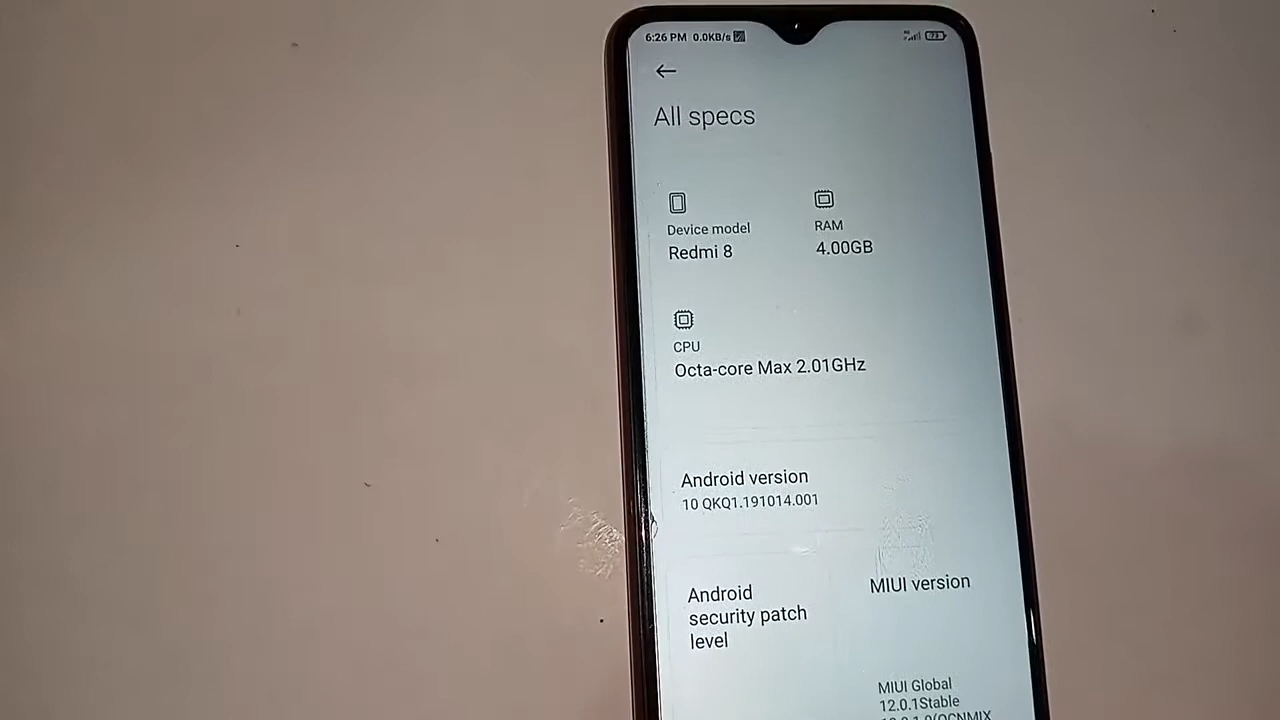 6:26 PM 0.0KB/s
73
All specs
Device model
Redmi 8
RAM
4.00GB
CPU
Octa-core Max 2.01GHz
Android version
10 QKQ1.191014.001
Android
security patch
level
MIUI version
MIUI Global
12.0.1Stable